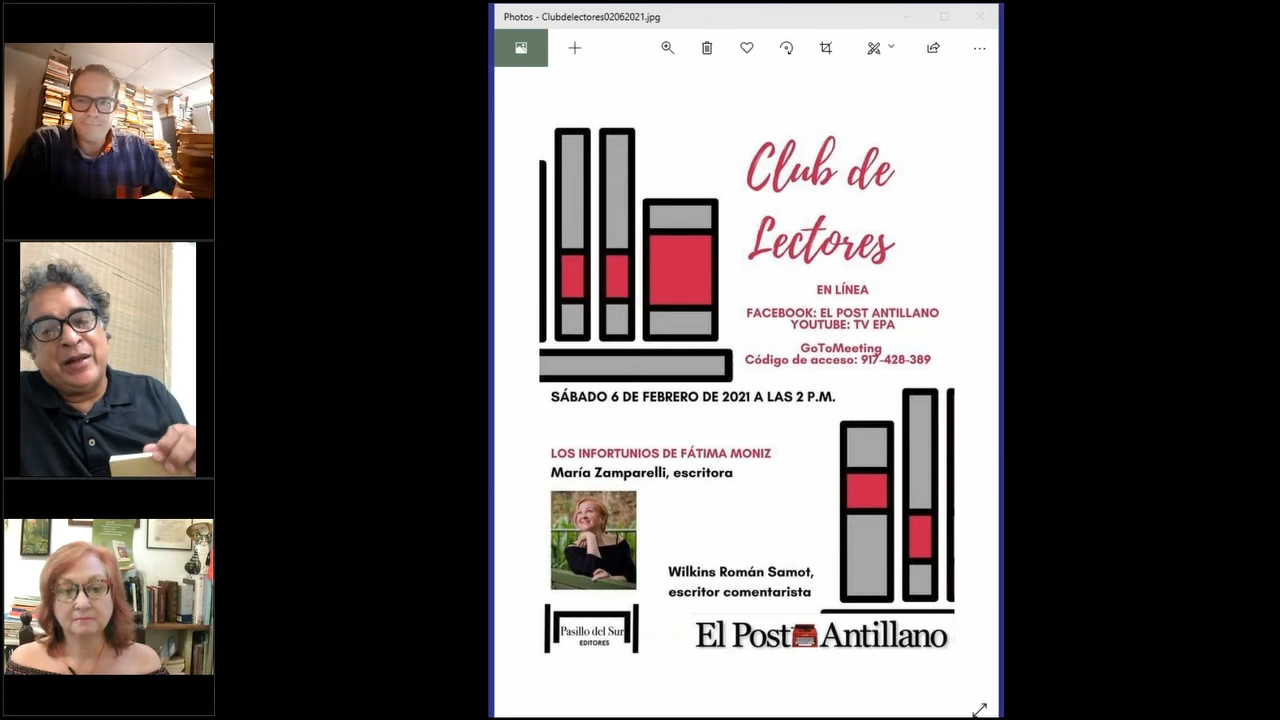 Photos - Clubdelectores02062021.jpg
Club de
Lectores
EN LÍNEA
FACEBOOK: EL POST ANTILLANO
YOUTUBE: TV EPA
GoToMeeting
Código de acceso: 917-428-389
SÁBADO 6 DE FEBRERO DE 2021 A LAS 2 P.M.
LOS INFORTUNIOS DE FÁTIMA MONIZ
María Zamparelli, escritora
Wilkins Román Samot,
escritor comentarista
Pasillo del Sur
EDITORES
El Post Antillano